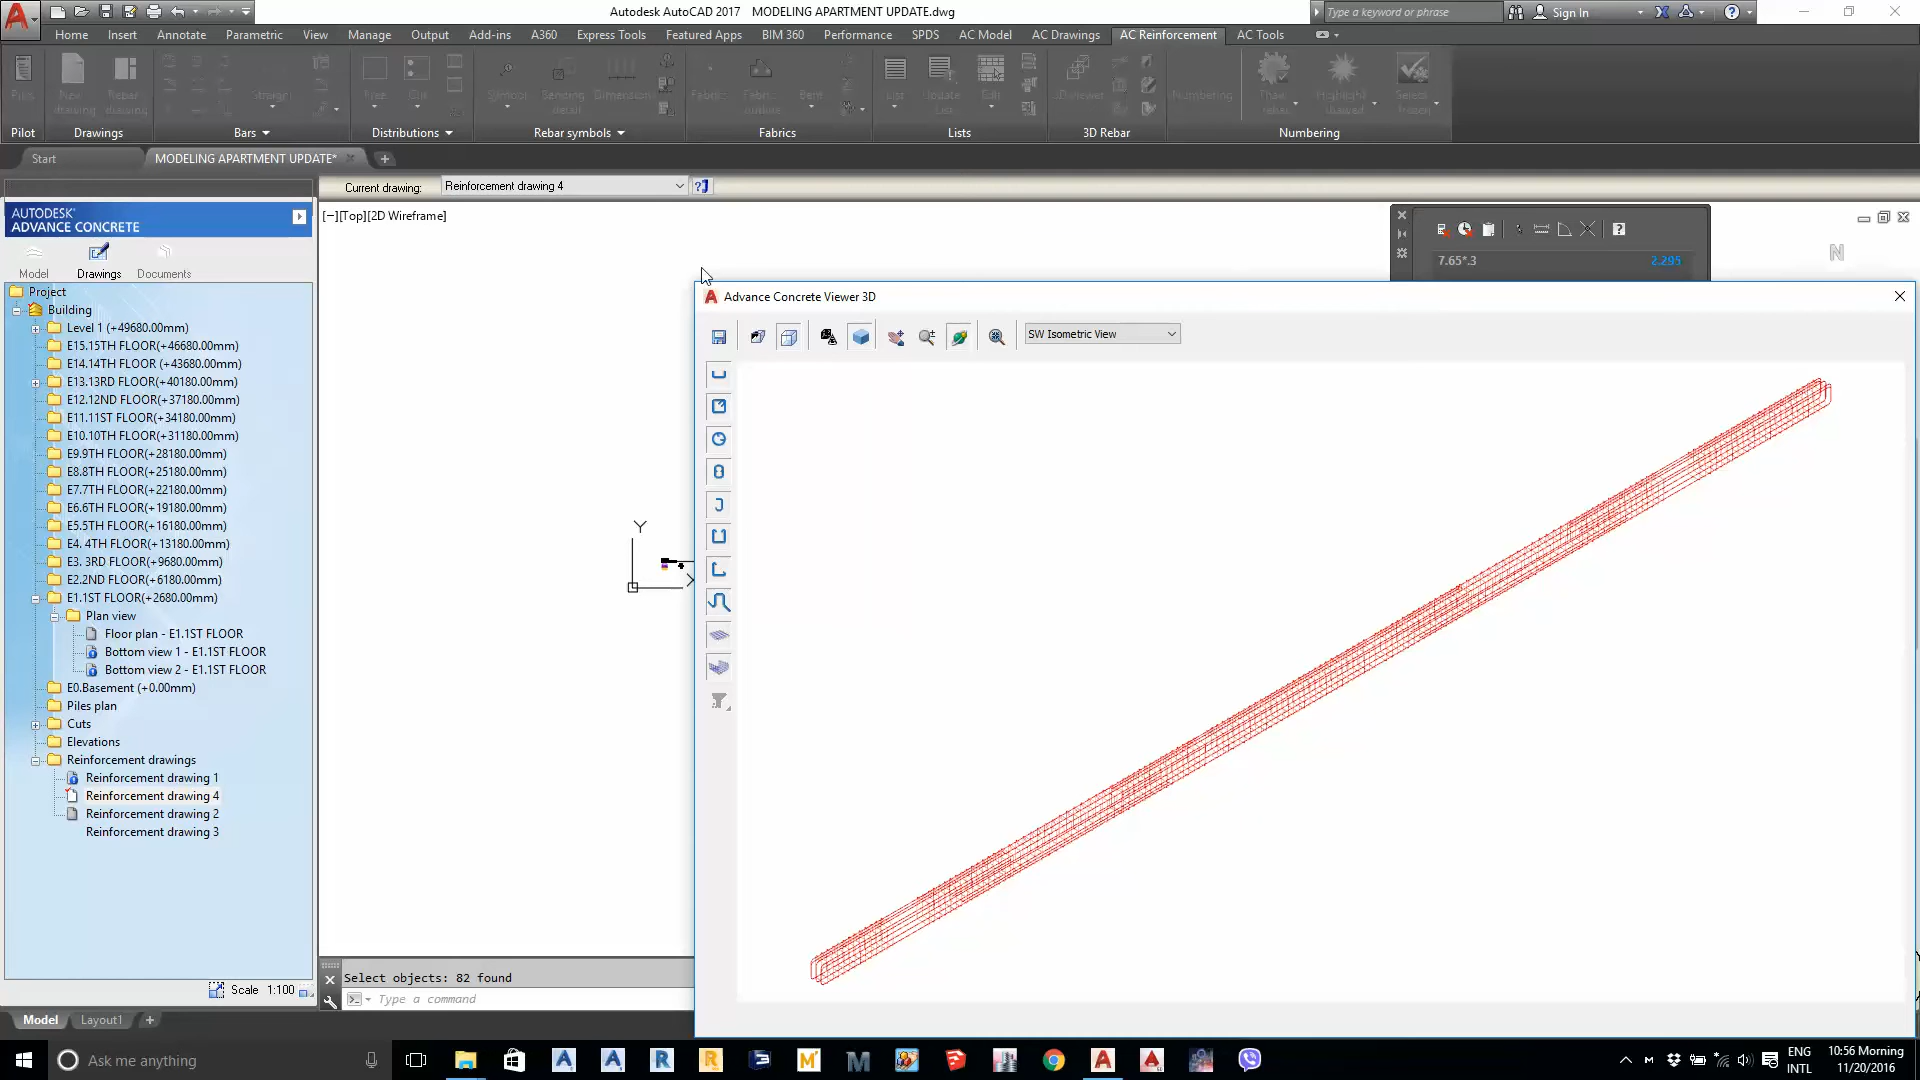 Autodesk AutoCAD 2017 MODELING APARTMENT UPDATE.dwg
Type a keyword or phrase
Sign In
Home Insert Annotate Parametric View Manage Output Add-ins A360 Express Tools Featured Apps BIM 360 Performance SPDS AC Model AC Drawings AC Reinforcement AC Tools
Pilot Drawings Bars Distributions Rebar symbols Fabrics Lists 3D Rebar Numbering
Start MODELING APARTMENT UPDATE*
Current drawing: Reinforcement drawing 4
[−][Top][2D Wireframe]
AUTODESK
ADVANCE CONCRETE
Model Drawings Documents
Project
Building
Level 1 (+49680.00mm)
E15.15TH FLOOR(+46680.00mm)
E14.14TH FLOOR (+43680.00mm)
E13.13RD FLOOR(+40180.00mm)
E12.12ND FLOOR(+37180.00mm)
E11.11ST FLOOR(+34180.00mm)
E10.10TH FLOOR(+31180.00mm)
E9.9TH FLOOR(+28180.00mm)
E8.8TH FLOOR(+25180.00mm)
E7.7TH FLOOR(+22180.00mm)
E6.6TH FLOOR(+19180.00mm)
E5.5TH FLOOR(+16180.00mm)
E4. 4TH FLOOR(+13180.00mm)
E3. 3RD FLOOR(+9680.00mm)
E2.2ND FLOOR(+6180.00mm)
E1.1ST FLOOR(+2680.00mm)
Plan view
Floor plan - E1.1ST FLOOR
Bottom view 1 - E1.1ST FLOOR
Bottom view 2 - E1.1ST FLOOR
E0.Basement (+0.00mm)
Piles plan
Cuts
Elevations
Reinforcement drawings
Reinforcement drawing 1
Reinforcement drawing 4
Reinforcement drawing 2
Reinforcement drawing 3
Scale 1:100
7.65*.3 2.295
N
Advance Concrete Viewer 3D
SW Isometric View
Y
X
Select objects: 82 found
Type a command
Model Layout1
Ask me anything
ENG
INTL
10:56 Morning
11/20/2016